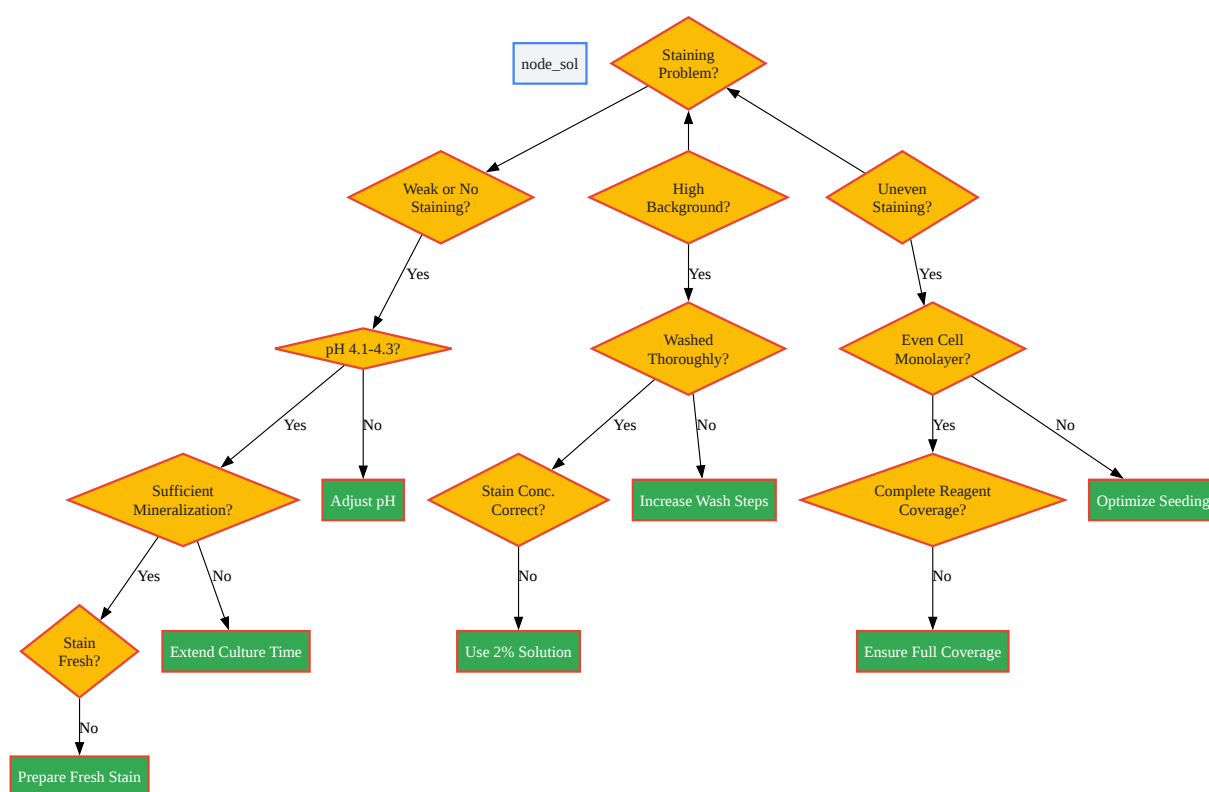 node_sol
Staining
Problem?
Weak or No
Staining?
High
Background?
Uneven
Staining?
Yes
Yes
Yes
pH 4.1-4.3?
Washed
Thoroughly?
Even Cell
Monolayer?
Yes
No
Yes
No
Yes
No
Sufficient
Mineralization?
Adjust pH
Stain Conc.
Correct?
Increase Wash Steps
Complete Reagent
Coverage?
Optimize Seeding
Yes
No
No
No
Stain
Fresh?
Extend Culture Time
Use 2% Solution
Ensure Full Coverage
No
Prepare Fresh Stain